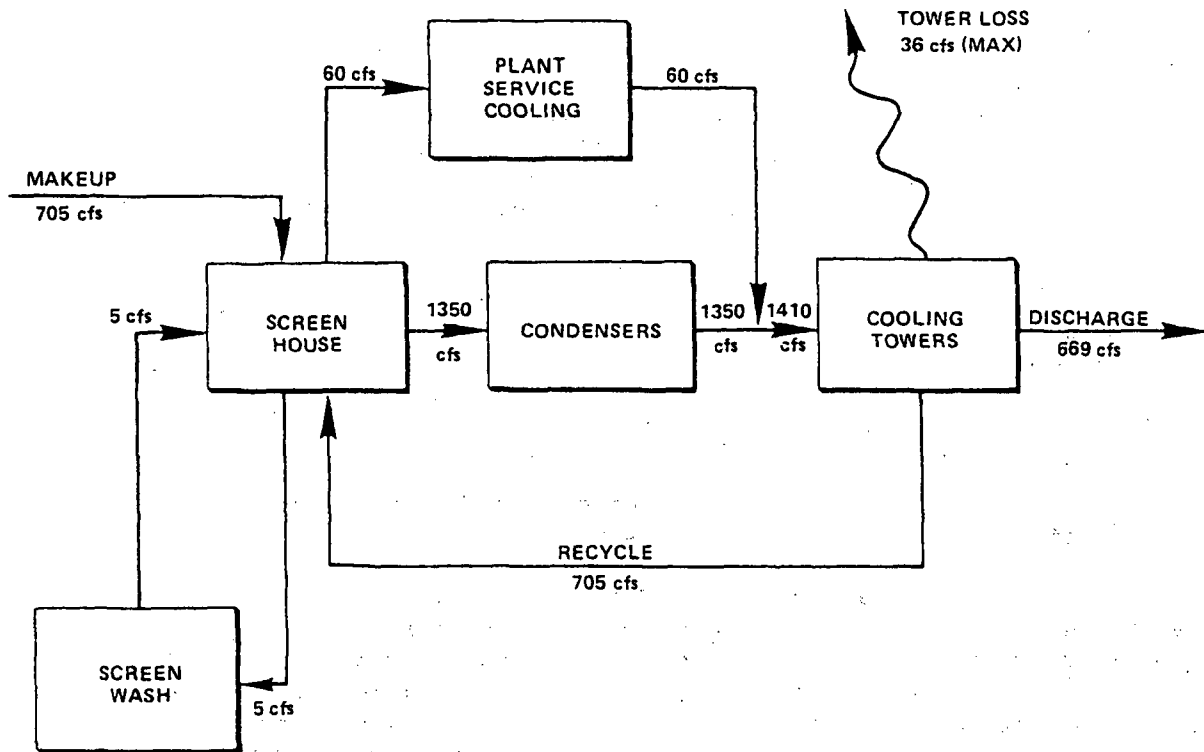 TOWER LOSS
36 cfs (MAX)
PLANT
SERVICE
COOLING
60 cfs
60 cfs
MAKEUP
705 cfs
5 cfs
SCREEN
HOUSE
1350
cfs
CONDENSERS
1350
cfs
1410
cfs
COOLING
TOWERS
DISCHARGE
669 cfs
RECYCLE
705 cfs
SCREEN
WASH
5 cfs